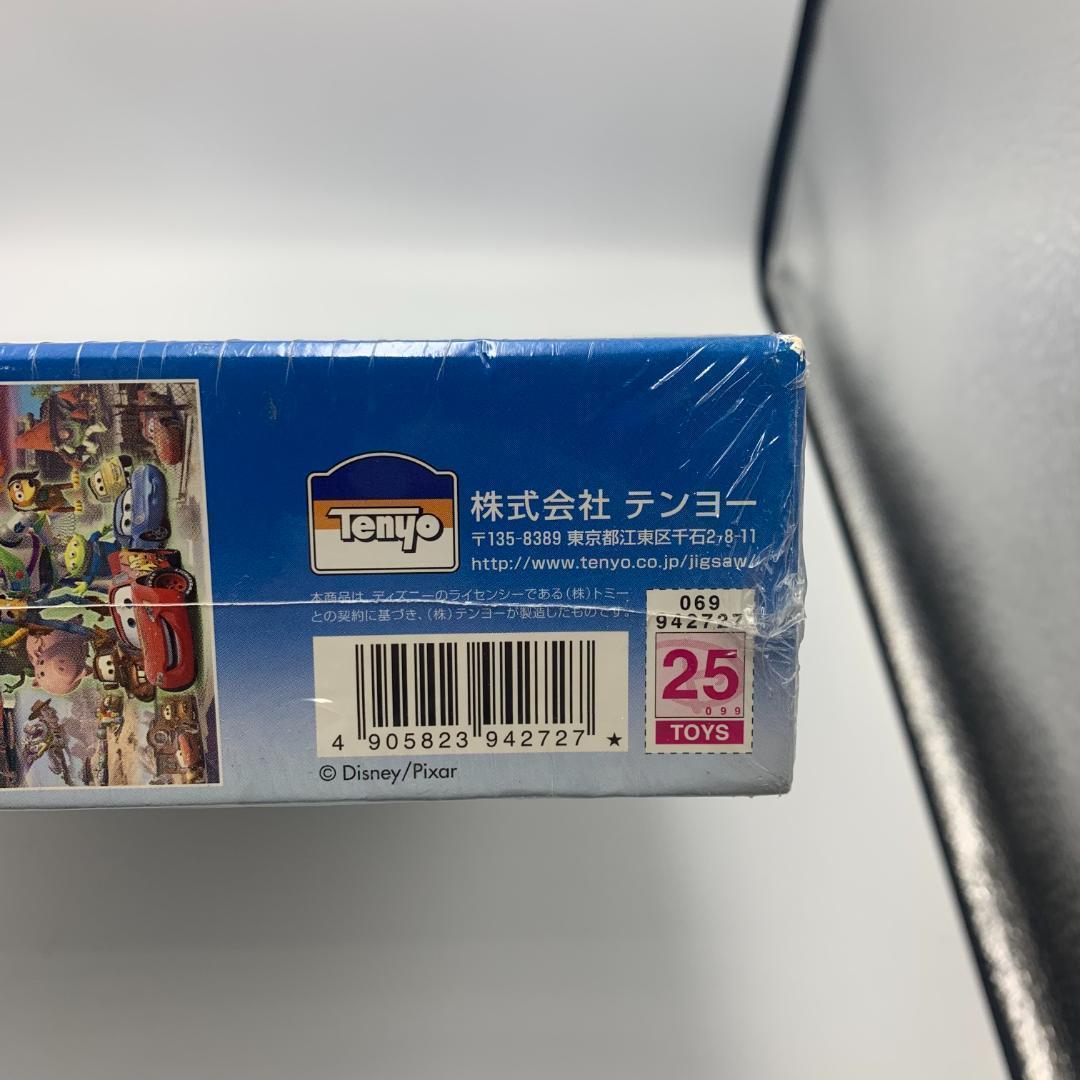 Tenyo
株式会社 テンヨー
〒135-8389 東京都江東区千石2-8-11
http://www.tenyo.co.jp/jigsaw/
本商品は、ディズニーのライセンシーである(株)トミー
との契約に基づき、(株)テンヨーが製造したものです。
4 905823 942727 ★
© Disney/Pixar
069
942727
25
099
TOYS